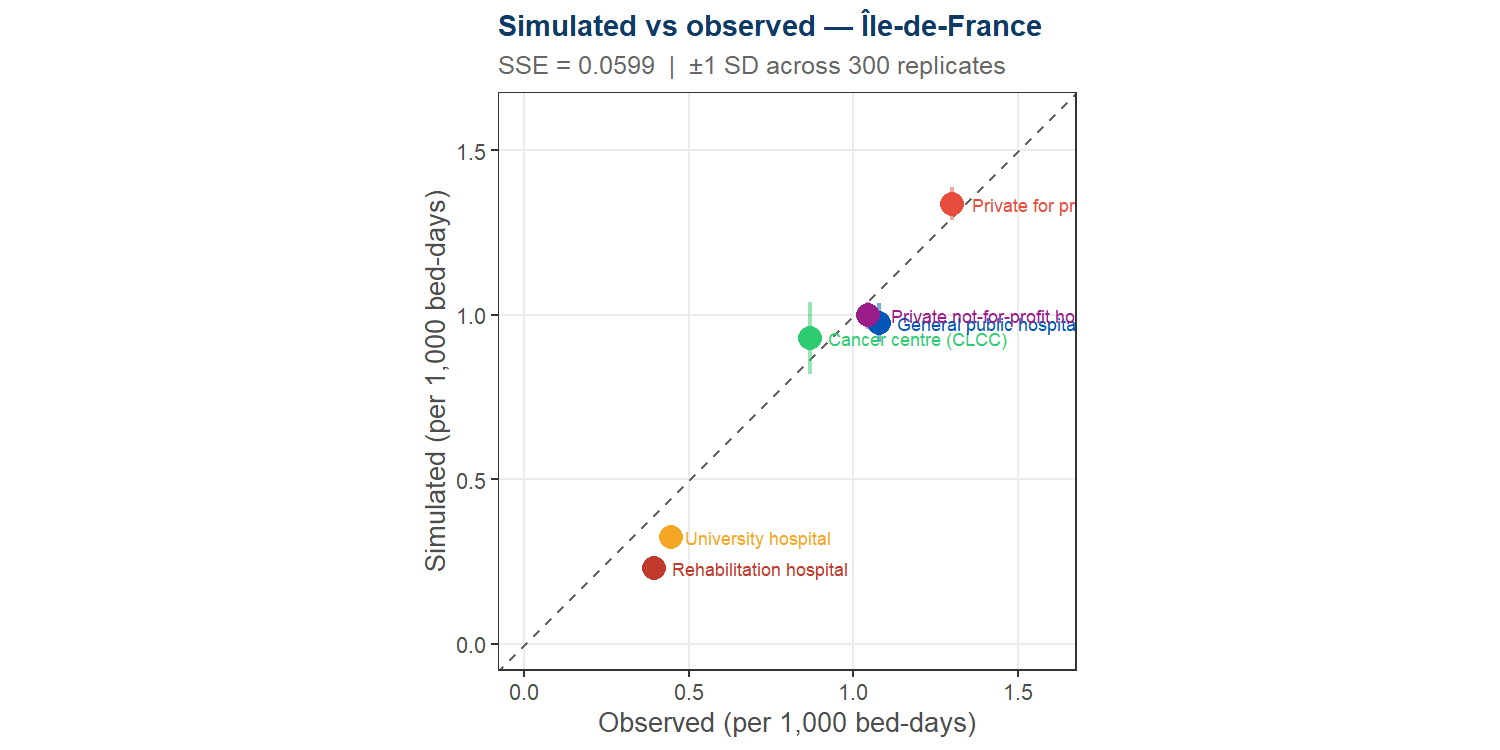 Simulated vs observed — Île-de-France
SSE = 0.0599 | ±1 SD across 300 replicates
Simulated (per 1,000 bed-days)
1.5
1.0
0.5
0.0
Private for pr
Private not-for-profit ho
General public hospita
Cancer centre (CLCC)
University hospital
Rehabilitation hospital
0.0 0.5 1.0 1.5
Observed (per 1,000 bed-days)